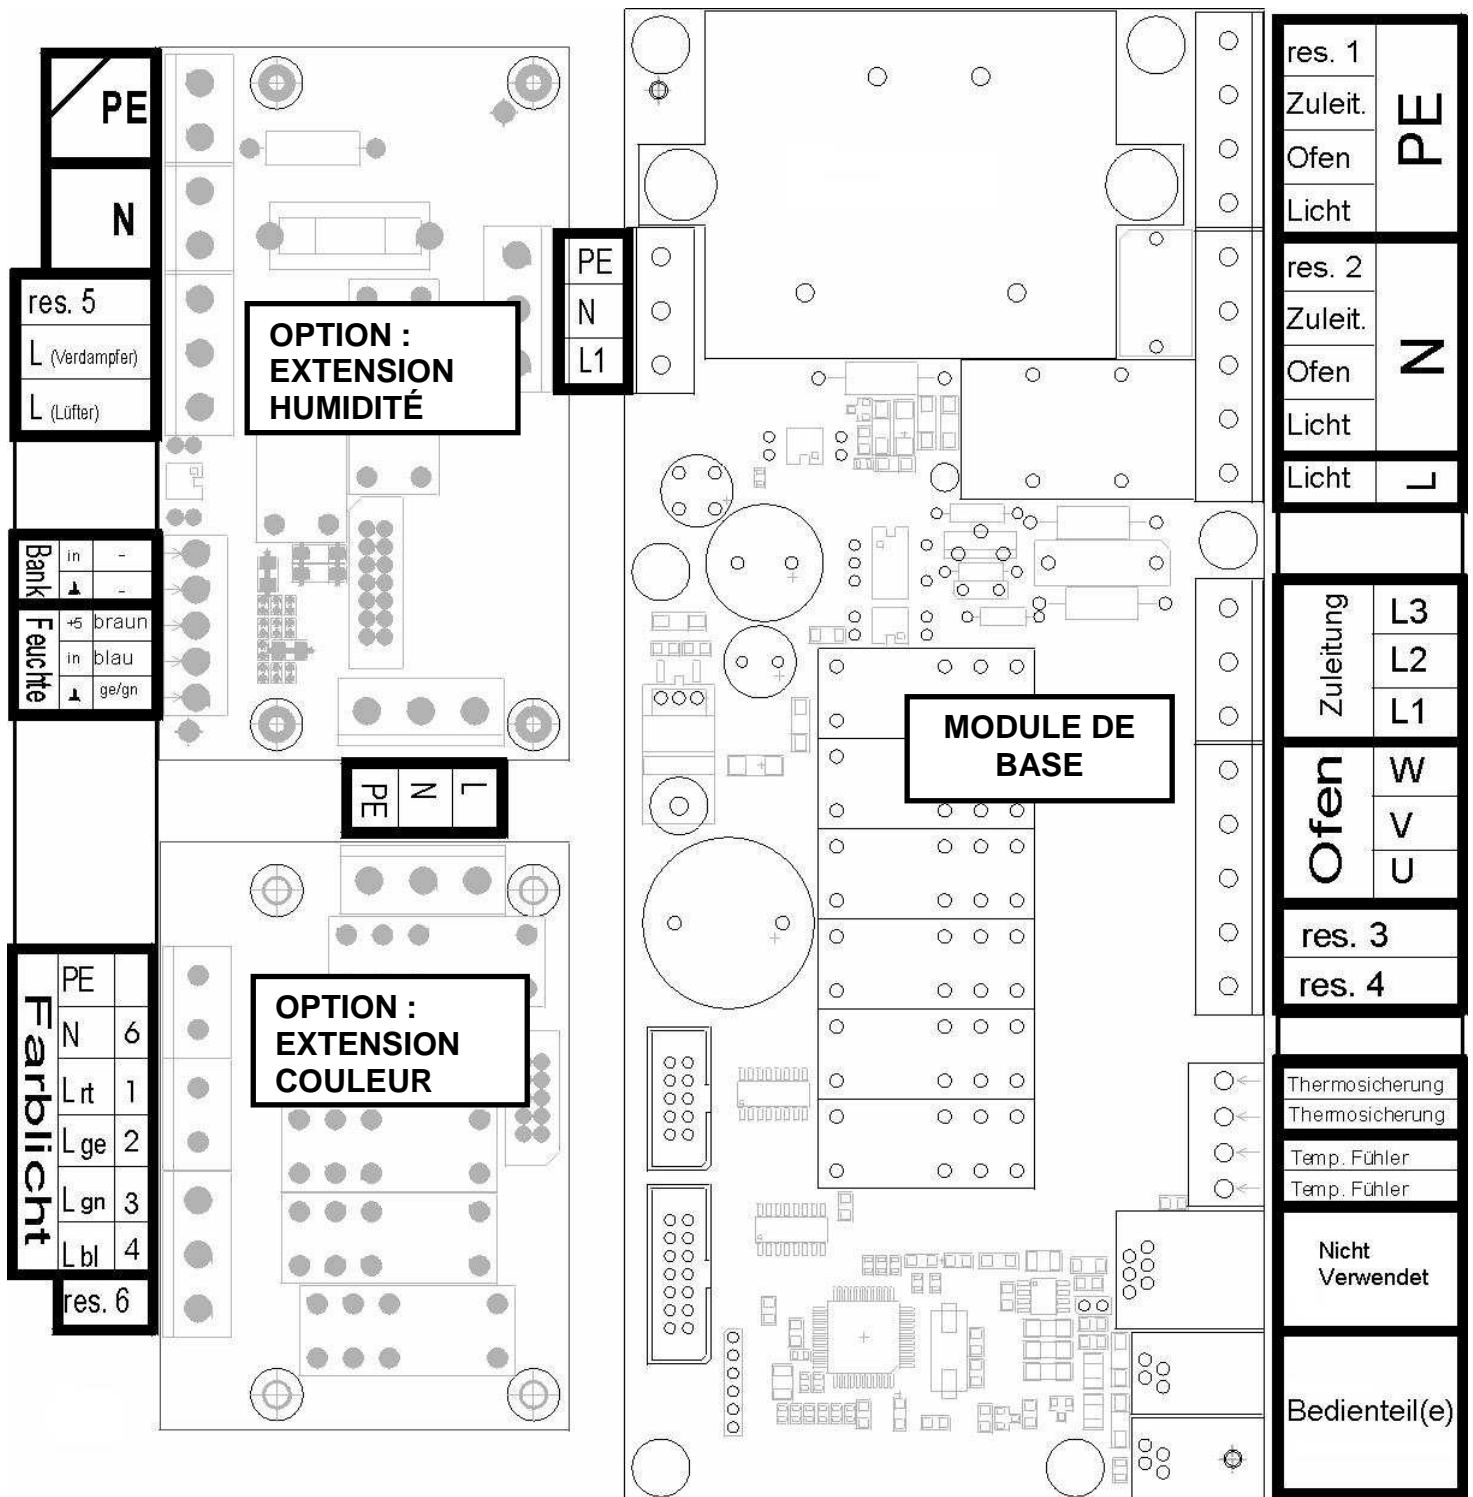 PE
N
res. 5
L (Verdampfer)
L (Lüfter)
Bank
in -
-
Feuchte
+5 braun
in blau
ge/gn
OPTION :
EXTENSION
HUMIDITÉ
PE
N
L1
PE N L
Farblicht
PE
N 6
L rt 1
L ge 2
L gn 3
L bl 4
res. 6
OPTION :
EXTENSION
COULEUR
MODULE DE
BASE
res. 1
Zuleit.
Ofen
Licht
PE
res. 2
Zuleit.
Ofen
Licht
N
Licht L
Zuleitung
L3
L2
L1
Ofen
W
V
U
res. 3
res. 4
Thermosicherung
Thermosicherung
Temp. Fühler
Temp. Fühler
Nicht
Verwendet
Bedienteil(e)